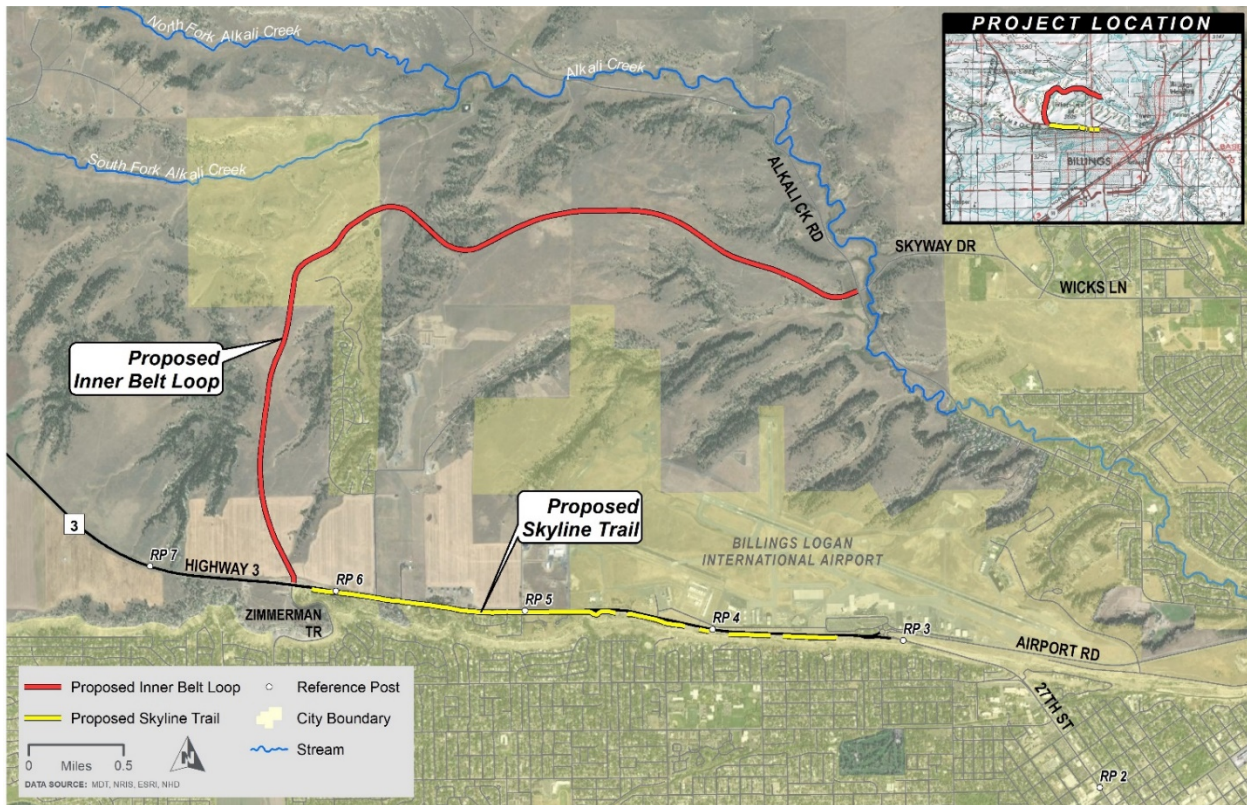 North Fork Alkali Creek
Alkali Creek
South Fork Alkali Creek
ALKALI CK RD
SKYWAY DR
WICKS LN
PROJECT LOCATION
BILLINGS
Proposed
Inner Belt Loop
Proposed
Skyline Trail
BILLINGS LOGAN
INTERNATIONAL AIRPORT
3
RP 7
HIGHWAY 3
RP 6
RP 5
RP 4
RP 3
ZIMMERMAN
TR
AIRPORT RD
27TH ST
RP 2
Proposed Inner Belt Loop
Reference Post
Proposed Skyline Trail
City Boundary
Stream
0 Miles 0.5
N
DATA SOURCE: MDT, NRIS, ESRI, NHD